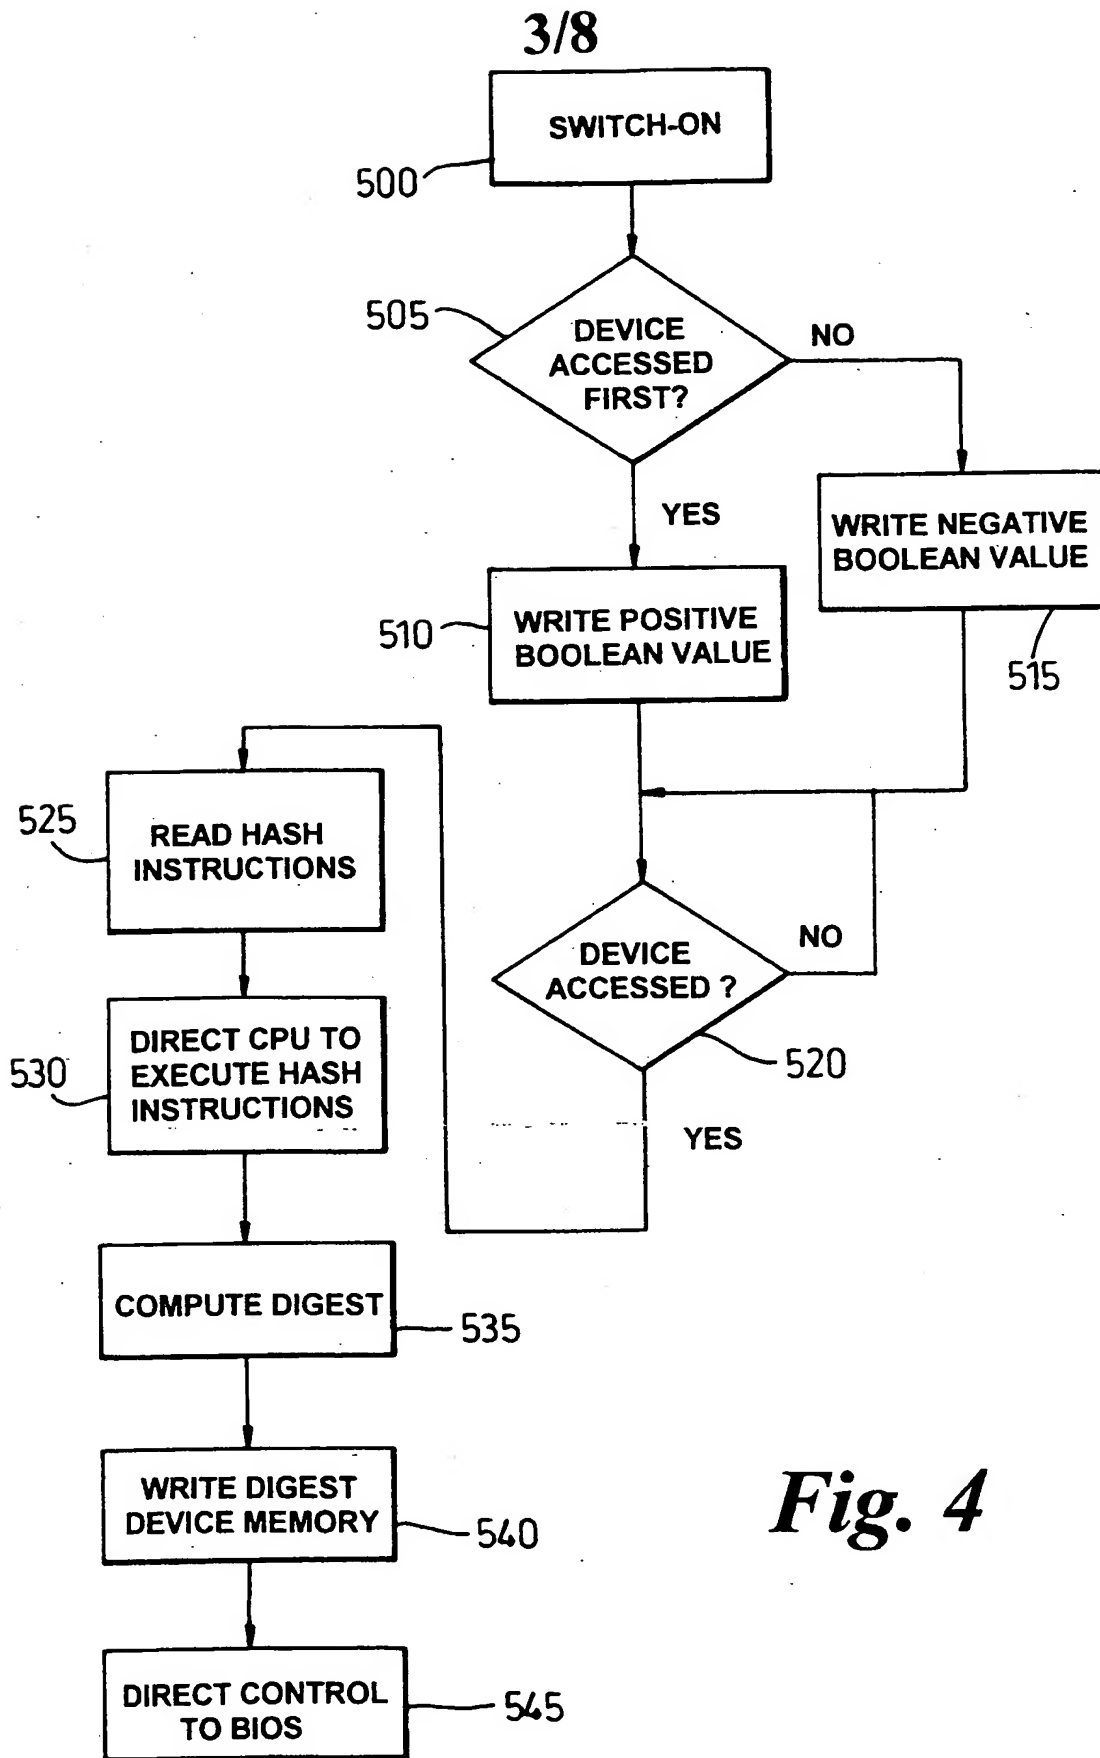 3/8
SWITCH-ON
500
505
DEVICE
ACCESSED
FIRST?
NO
YES
WRITE NEGATIVE
BOOLEAN VALUE
515
510
WRITE POSITIVE
BOOLEAN VALUE
525
READ HASH
INSTRUCTIONS
DEVICE
ACCESSED ?
NO
520
YES
530
DIRECT CPU TO
EXECUTE HASH
INSTRUCTIONS
COMPUTE DIGEST
535
WRITE DIGEST
DEVICE MEMORY
540
DIRECT CONTROL
TO BIOS
545
Fig. 4